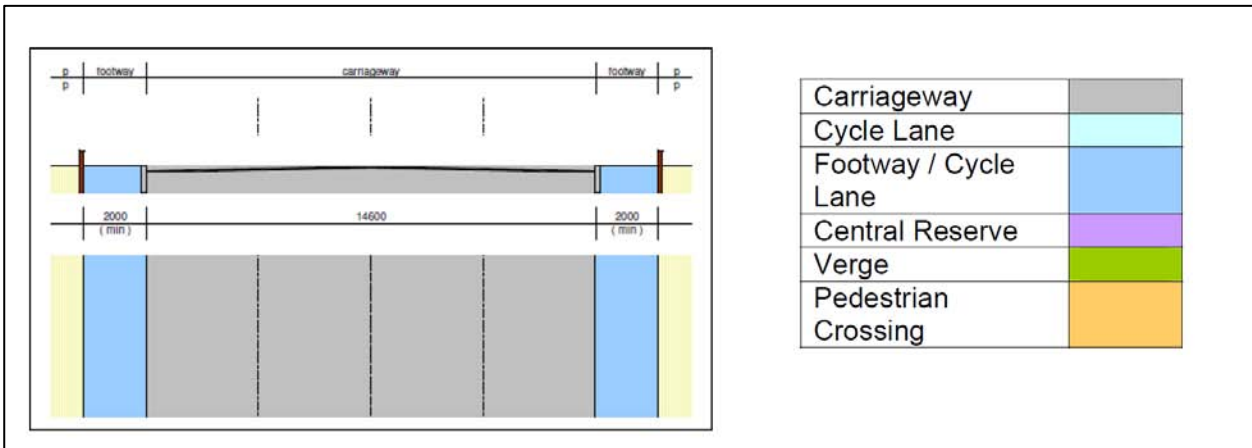 p footway carriageway footway p
p p
2000 14600 2000
( min ) ( min )
Carriageway
Cycle Lane
Footway / Cycle
Lane
Central Reserve
Verge
Pedestrian
Crossing